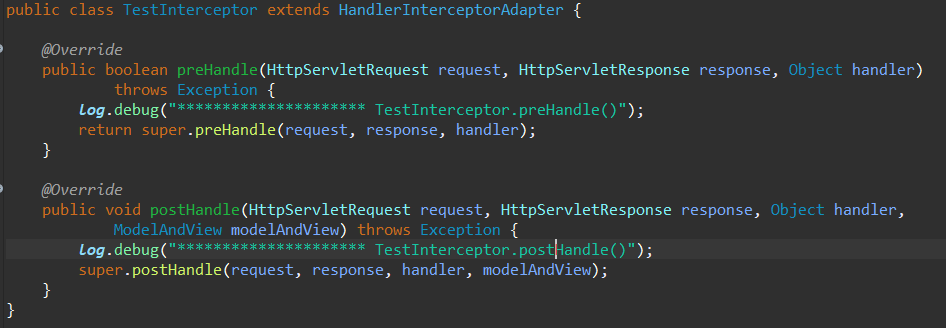 public class TestInterceptor extends HandlerInterceptorAdapter {
@Override
public boolean preHandle(HttpServletRequest request, HttpServletResponse response, Object handler)
throws Exception {
log.debug("********************* TestInterceptor.preHandle()");
return super.preHandle(request, response, handler);
}
@Override
public void postHandle(HttpServletRequest request, HttpServletResponse response, Object handler,
ModelAndView modelAndView) throws Exception {
log.debug("********************* TestInterceptor.postHandle()");
super.postHandle(request, response, handler, modelAndView);
}
}